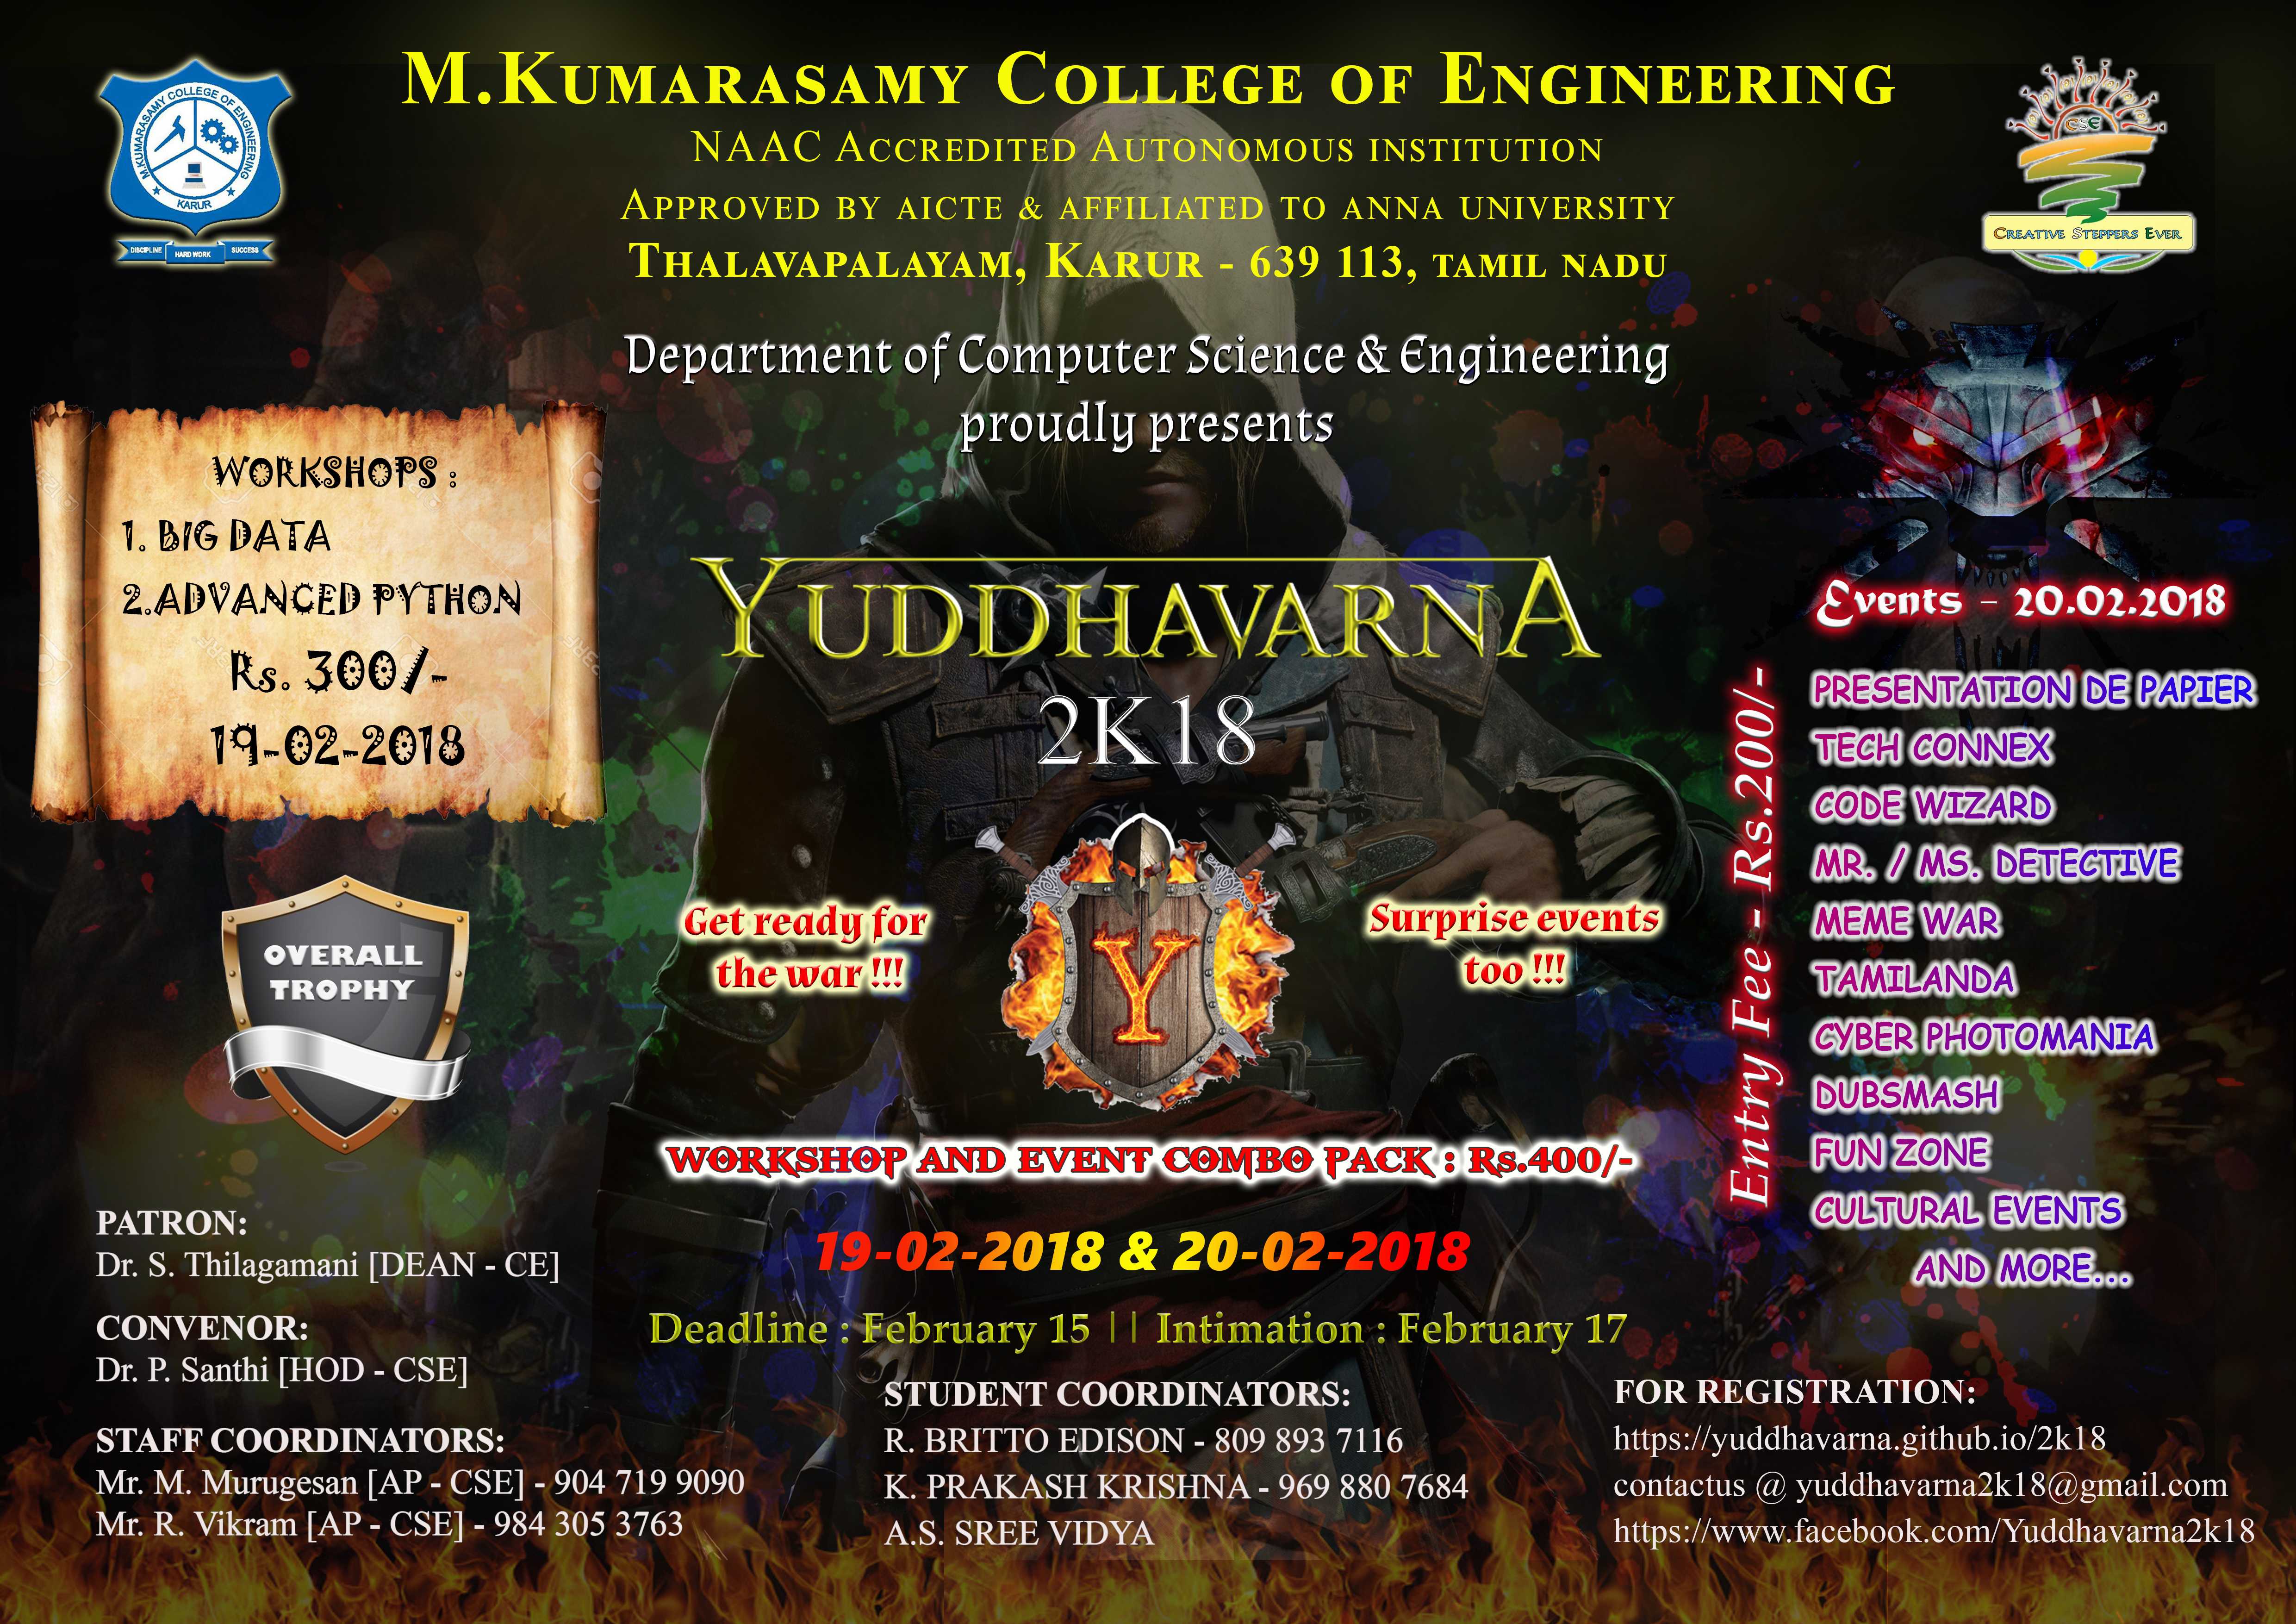 M.KUMARASAMY COLLEGE OF ENGINEERING
NAAC ACCREDITED AUTONOMOUS INSTITUTION
APPROVED BY AICTE & AFFILIATED TO ANNA UNIVERSITY
THALAVAPALAYAM, KARUR - 639 113, TAMIL NADU
M.KUMARASAMY COLLEGE OF ENGINEERING
KARUR
DISCIPLINE HARD WORK SUCCESS
CSE
CREATIVE STEPPERS EVER
Department of Computer Science & Engineering
proudly presents
YUDDHAVARNA
2K18
WORKSHOPS :
1. BIG DATA
2.ADVANCED PYTHON
Rs. 300/-
19-02-2018
OVERALL
TROPHY
Get ready for
the war !!!
Y
Surprise events
too !!!
WORKSHOP AND EVENT COMBO PACK : Rs.400/-
19-02-2018 & 20-02-2018
Deadline : February 15 || Intimation : February 17
Events - 20.02.2018
Entry Fee - Rs.200/-
PRESENTATION DE PAPIER
TECH CONNEX
CODE WIZARD
MR. / MS. DETECTIVE
MEME WAR
TAMILANDA
CYBER PHOTOMANIA
DUBSMASH
FUN ZONE
CULTURAL EVENTS
AND MORE...
PATRON:
Dr. S. Thilagamani [DEAN - CE]
CONVENOR:
Dr. P. Santhi [HOD - CSE]
STAFF COORDINATORS:
Mr. M. Murugesan [AP - CSE] - 904 719 9090
Mr. R. Vikram [AP - CSE] - 984 305 3763
STUDENT COORDINATORS:
R. BRITTO EDISON - 809 893 7116
K. PRAKASH KRISHNA - 969 880 7684
A.S. SREE VIDYA
FOR REGISTRATION:
https://yuddhavarna.github.io/2k18
contactus @ yuddhavarna2k18@gmail.com
https://www.facebook.com/Yuddhavarna2k18